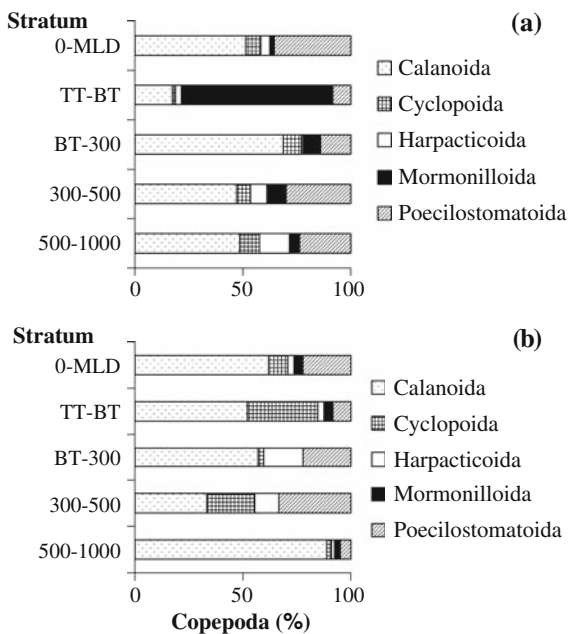 Stratum
(a)
0-MLD
TT-BT
BT-300
300-500
500-1000
0 50 100
Calanoida
Cyclopoida
Harpacticoida
Mormonilloida
Poecilostomatoida
Stratum
(b)
0-MLD
TT-BT
BT-300
300-500
500-1000
0 50 100
Copepoda (%)
Calanoida
Cyclopoida
Harpacticoida
Mormonilloida
Poecilostomatoida